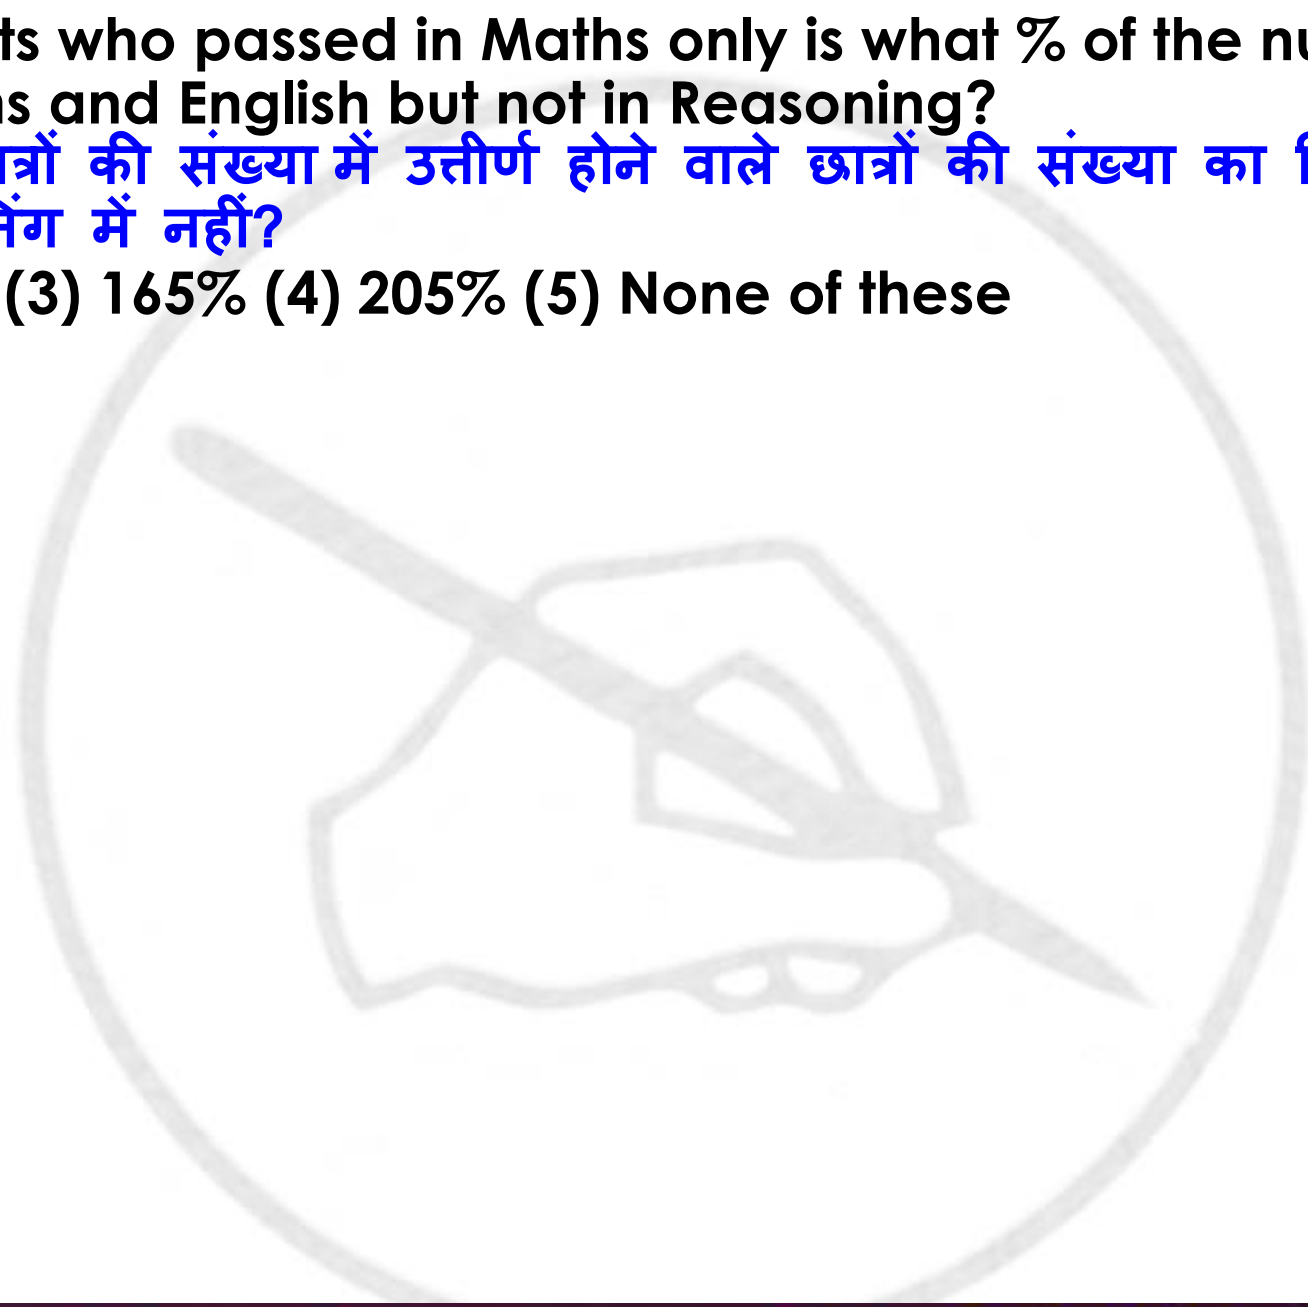 ts who passed in Maths only is what % of the nu
ns and English but not in Reasoning?
त्रों की संख्या में उत्तीर्ण होने वाले छात्रों की संख्या का
निंग में नहीं?
(3) 165% (4) 205% (5) None of these